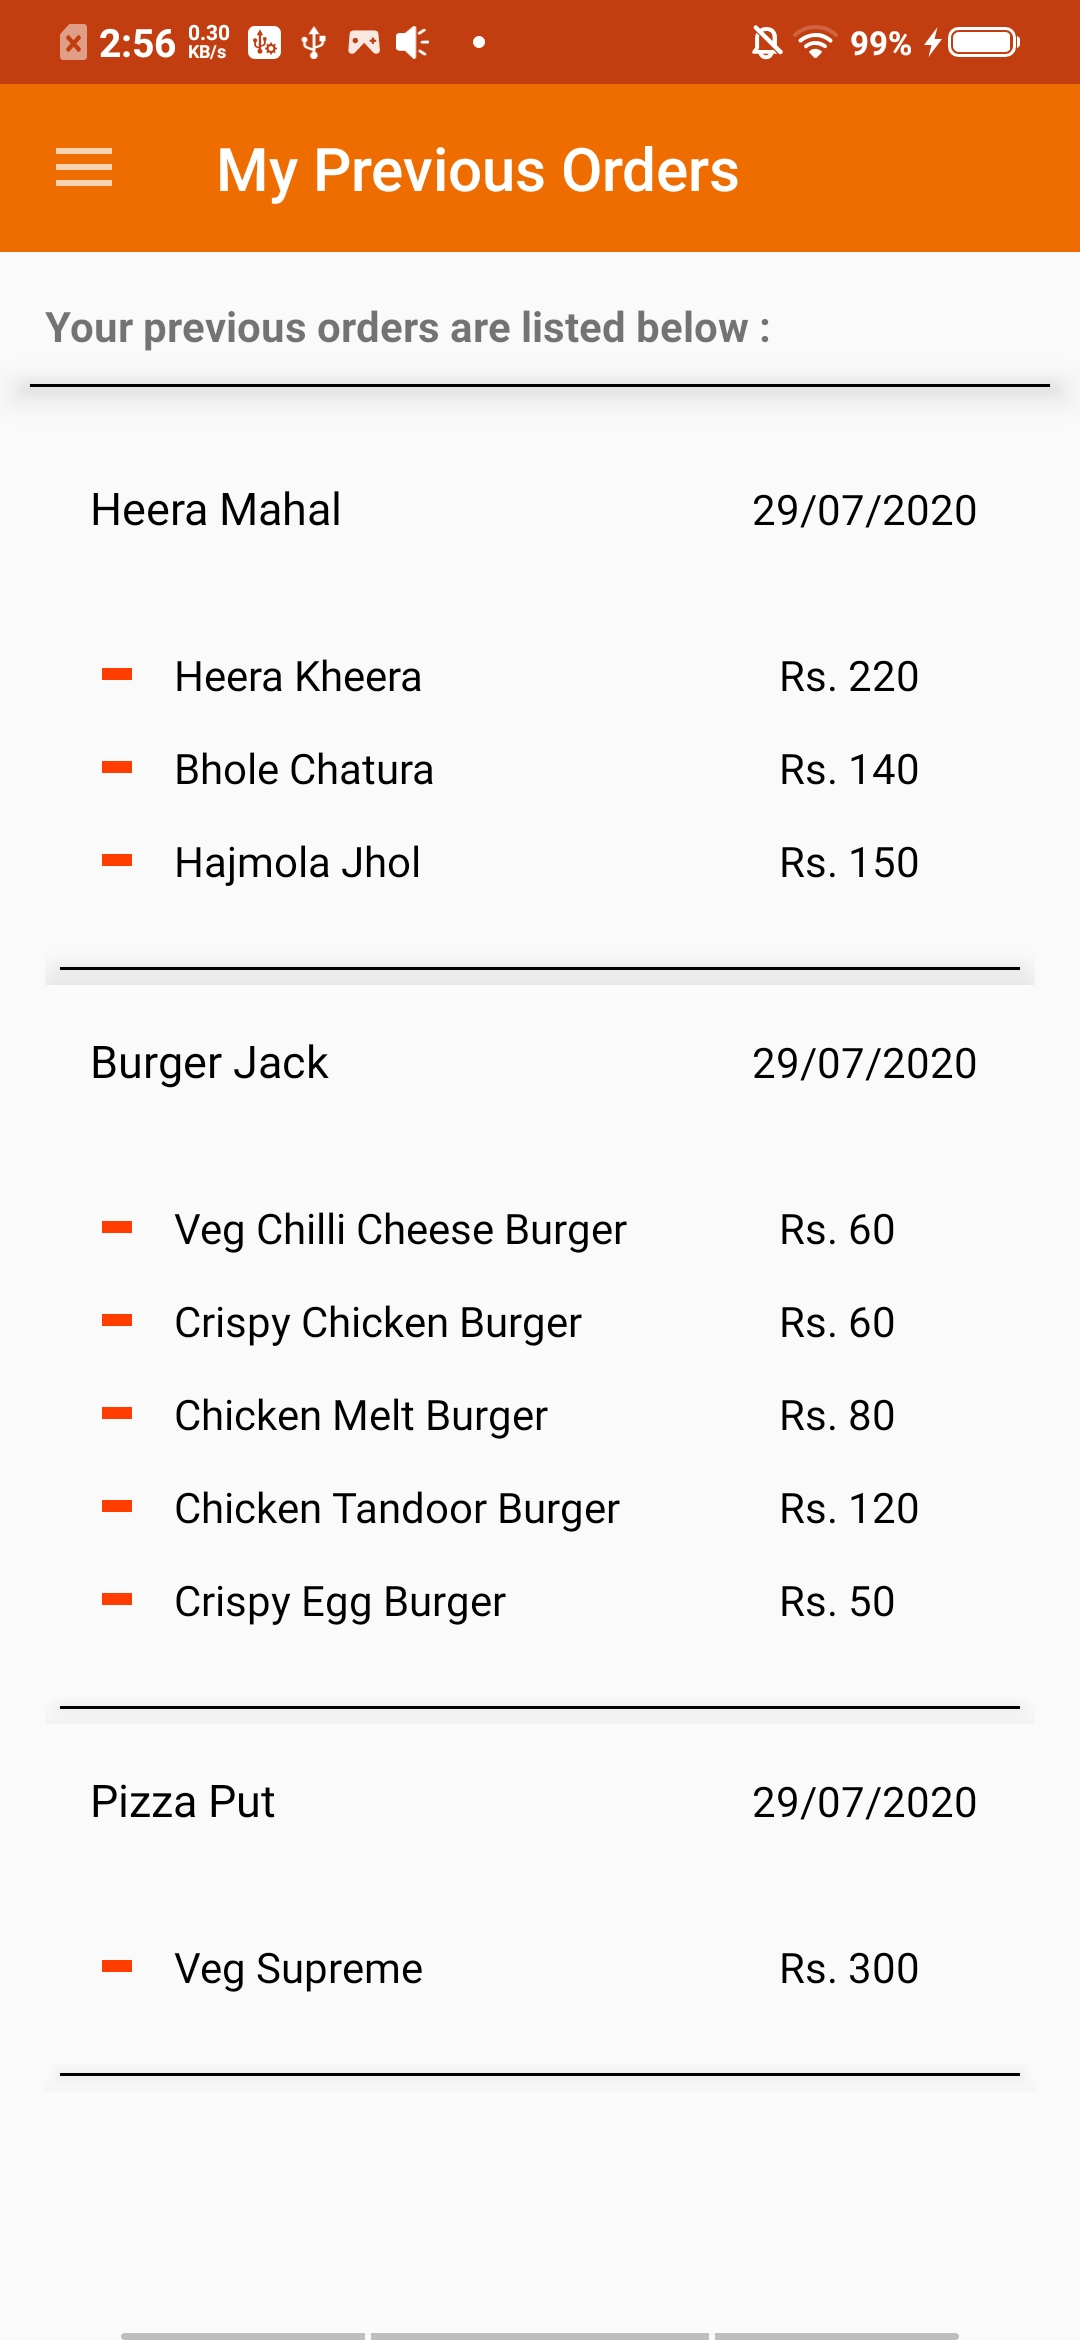 2:56 0.30 KB/s 99%
My Previous Orders
Your previous orders are listed below :
Heera Mahal 29/07/2020
Heera Kheera Rs. 220
Bhole Chatura Rs. 140
Hajmola Jhol Rs. 150
Burger Jack 29/07/2020
Veg Chilli Cheese Burger Rs. 60
Crispy Chicken Burger Rs. 60
Chicken Melt Burger Rs. 80
Chicken Tandoor Burger Rs. 120
Crispy Egg Burger Rs. 50
Pizza Put 29/07/2020
Veg Supreme Rs. 300